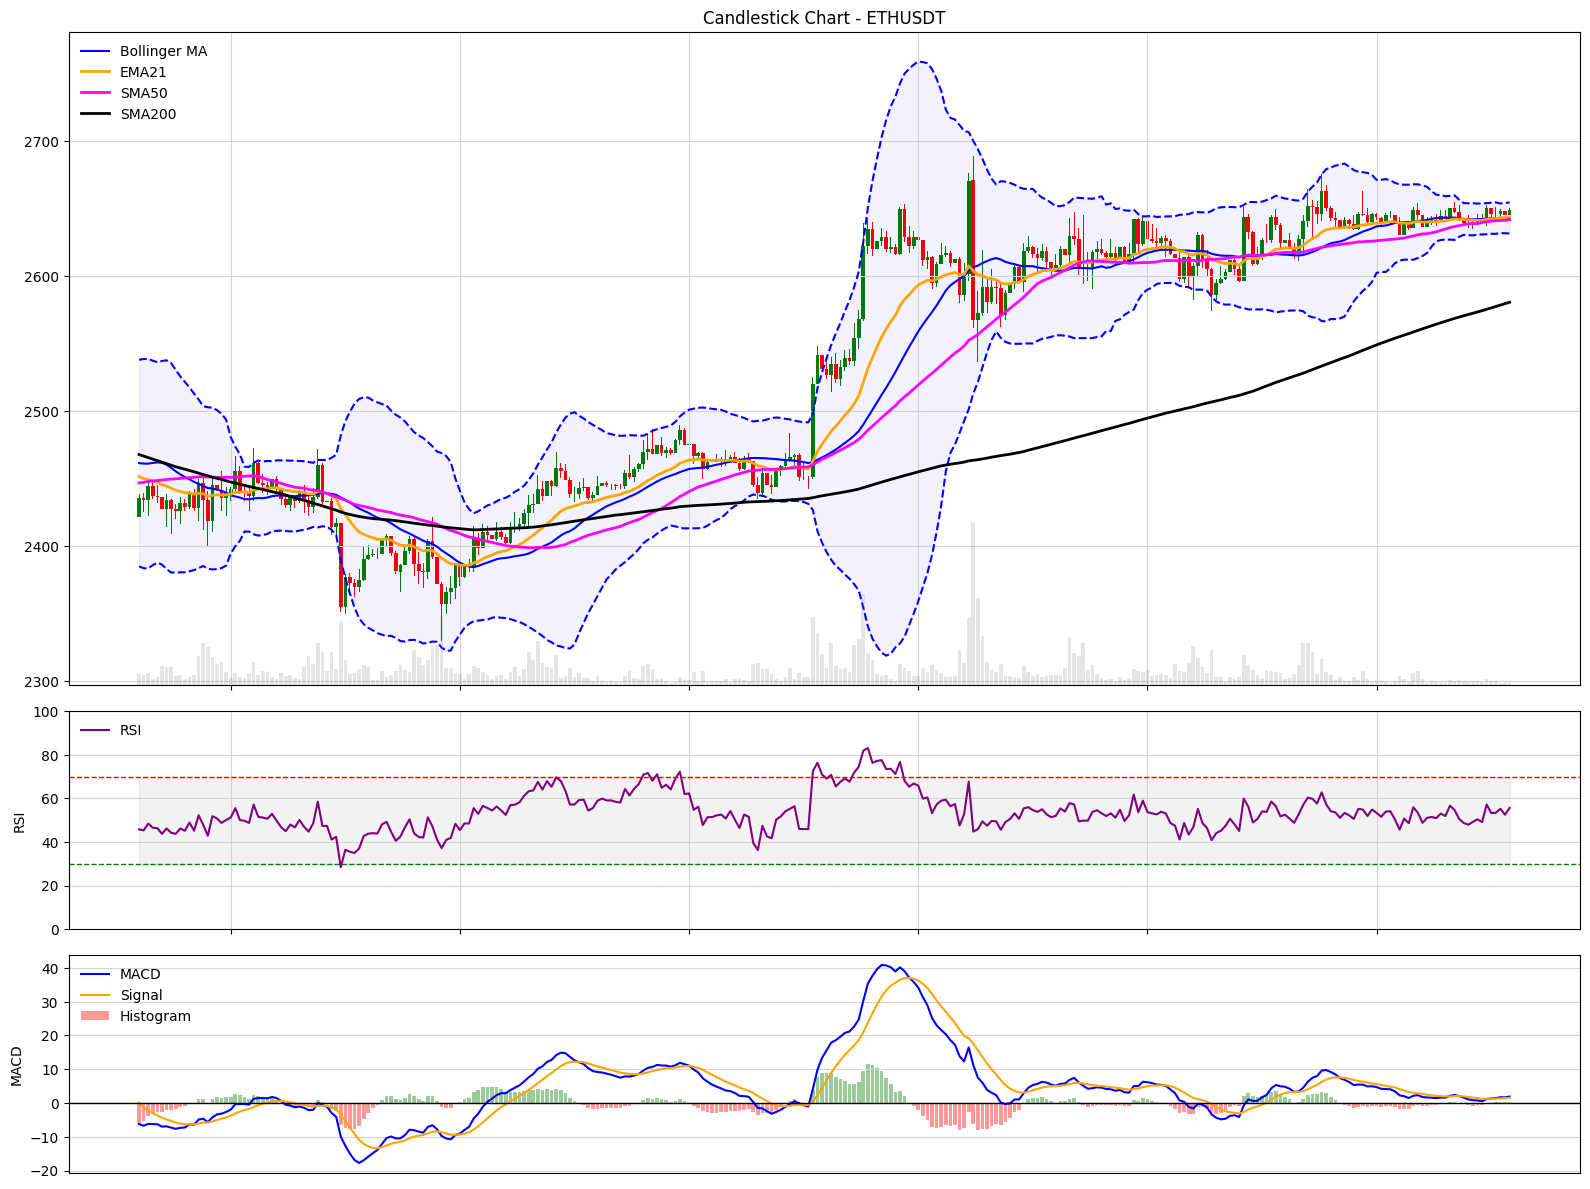 Candlestick Chart - ETHUSDT
Bollinger MA
EMA21
SMA50
SMA200
2700
2600
2500
2400
2300
RSI
100
80
60
40
20
0
RSI
MACD
Signal
Histogram
40
30
20
10
0
−10
−20
MACD